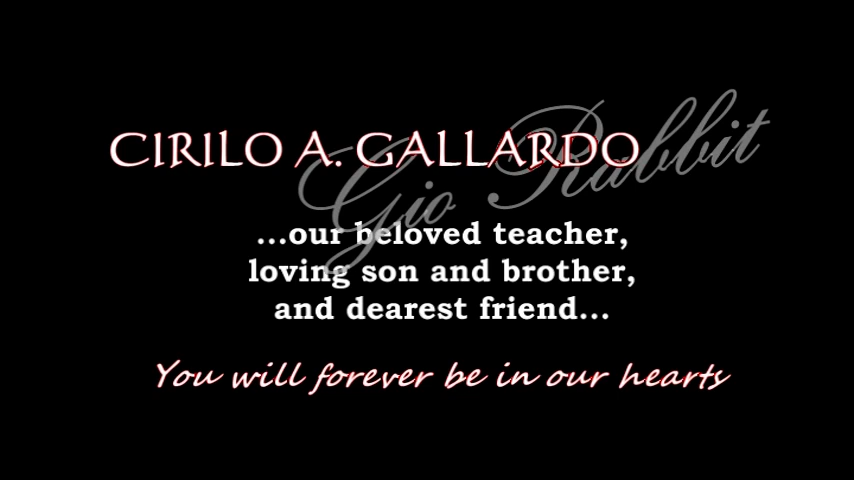 CIRILO A. GALLARDO
Gio Rabbit
...our beloved teacher,
loving son and brother,
and dearest friend...
You will forever be in our hearts